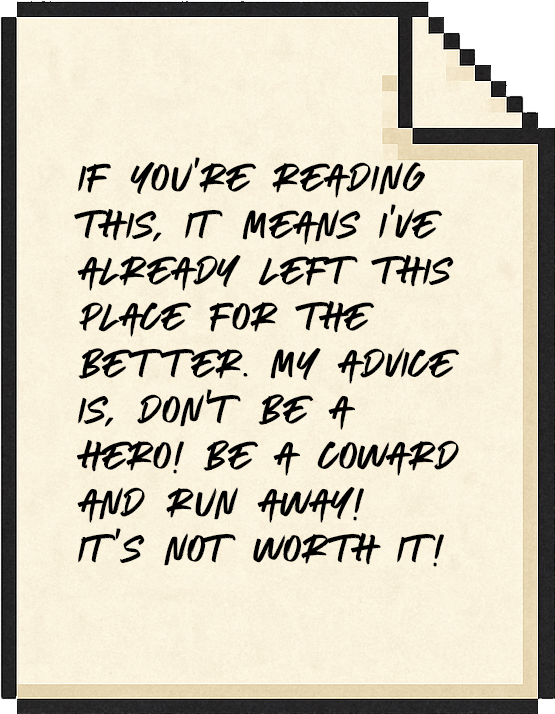 IF YOU'RE READING
THIS, IT MEANS I'VE
ALREADY LEFT THIS
PLACE FOR THE
BETTER. MY ADVICE
IS, DON'T BE A
HERO! BE A COWARD
AND RUN AWAY!
IT'S NOT WORTH IT!